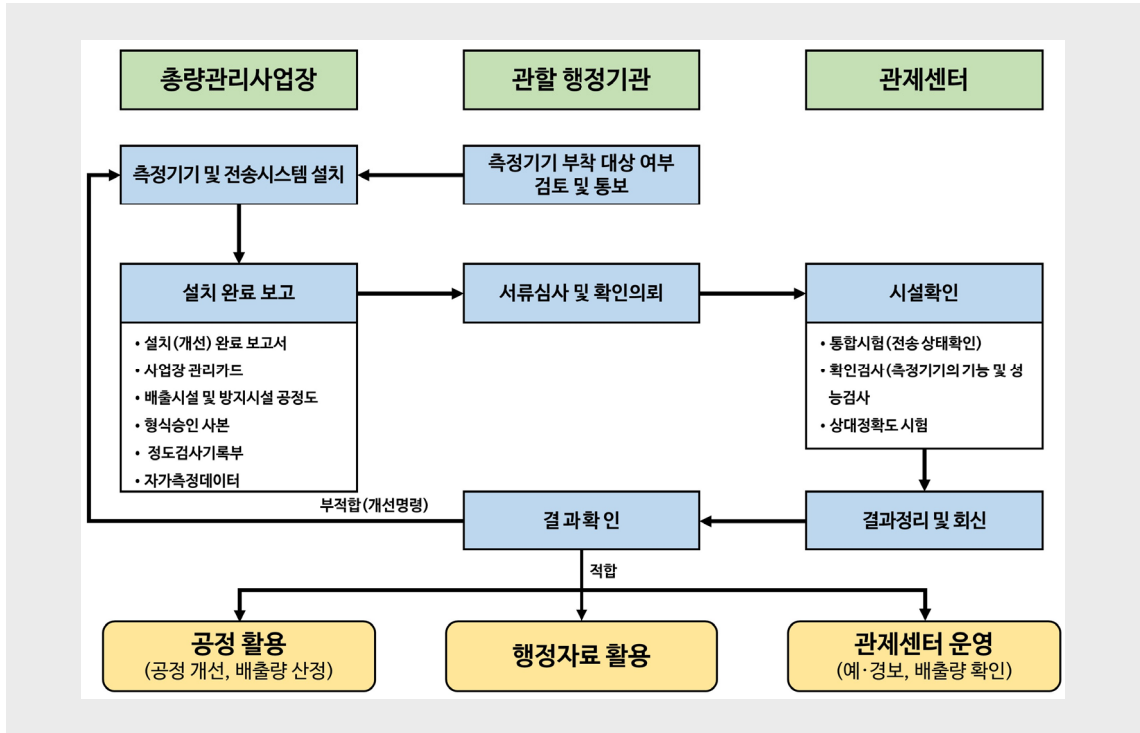 총량관리사업장
관할 행정기관
관제센터
측정기기 및 전송시스템 설치
측정기기 부착 대상 여부
검토 및 통보
설치 완료 보고
• 설치(개선) 완료 보고서
• 사업장 관리카드
• 배출시설 및 방지시설 공정도
• 형식승인 사본
• 정도검사기록부
• 자가측정데이터
서류심사 및 확인의뢰
시설확인
• 통합시험(전송 상태확인)
• 확인검사(측정기기의 기능 및 성
능검사
• 상대정확도 시험
부적합(개선명령)
결과확인
결과정리 및 회신
적합
공정 활용
(공정 개선, 배출량 산정)
행정자료 활용
관제센터 운영
(예·경보, 배출량 확인)